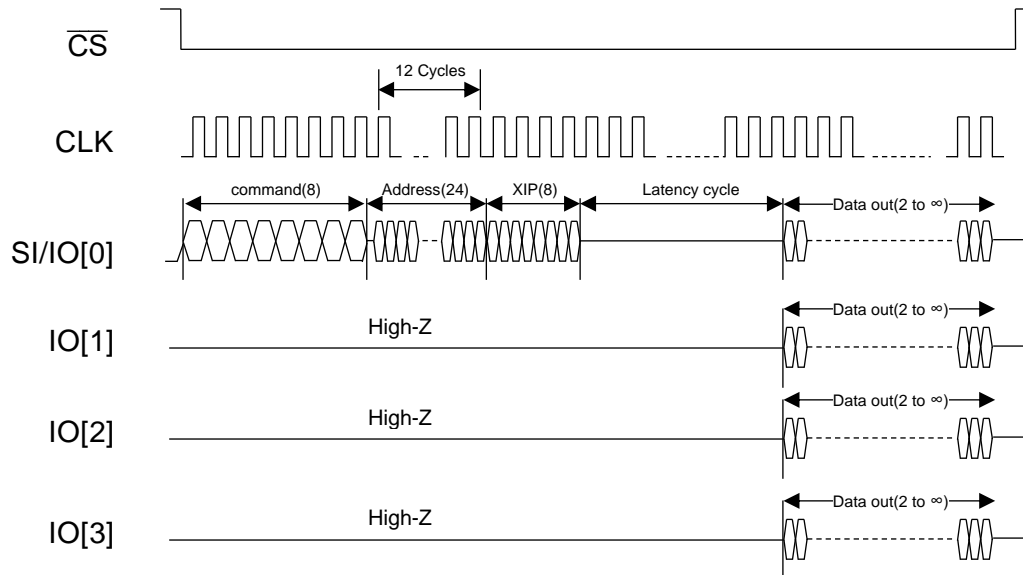 CS
12 Cycles
CLK
command(8)
Address(24)
XIP(8)
Latency cycle
Data out(2 to ∞)
SI/IO[0]
Data out(2 to ∞)
High-Z
IO[1]
Data out(2 to ∞)
High-Z
IO[2]
Data out(2 to ∞)
High-Z
IO[3]